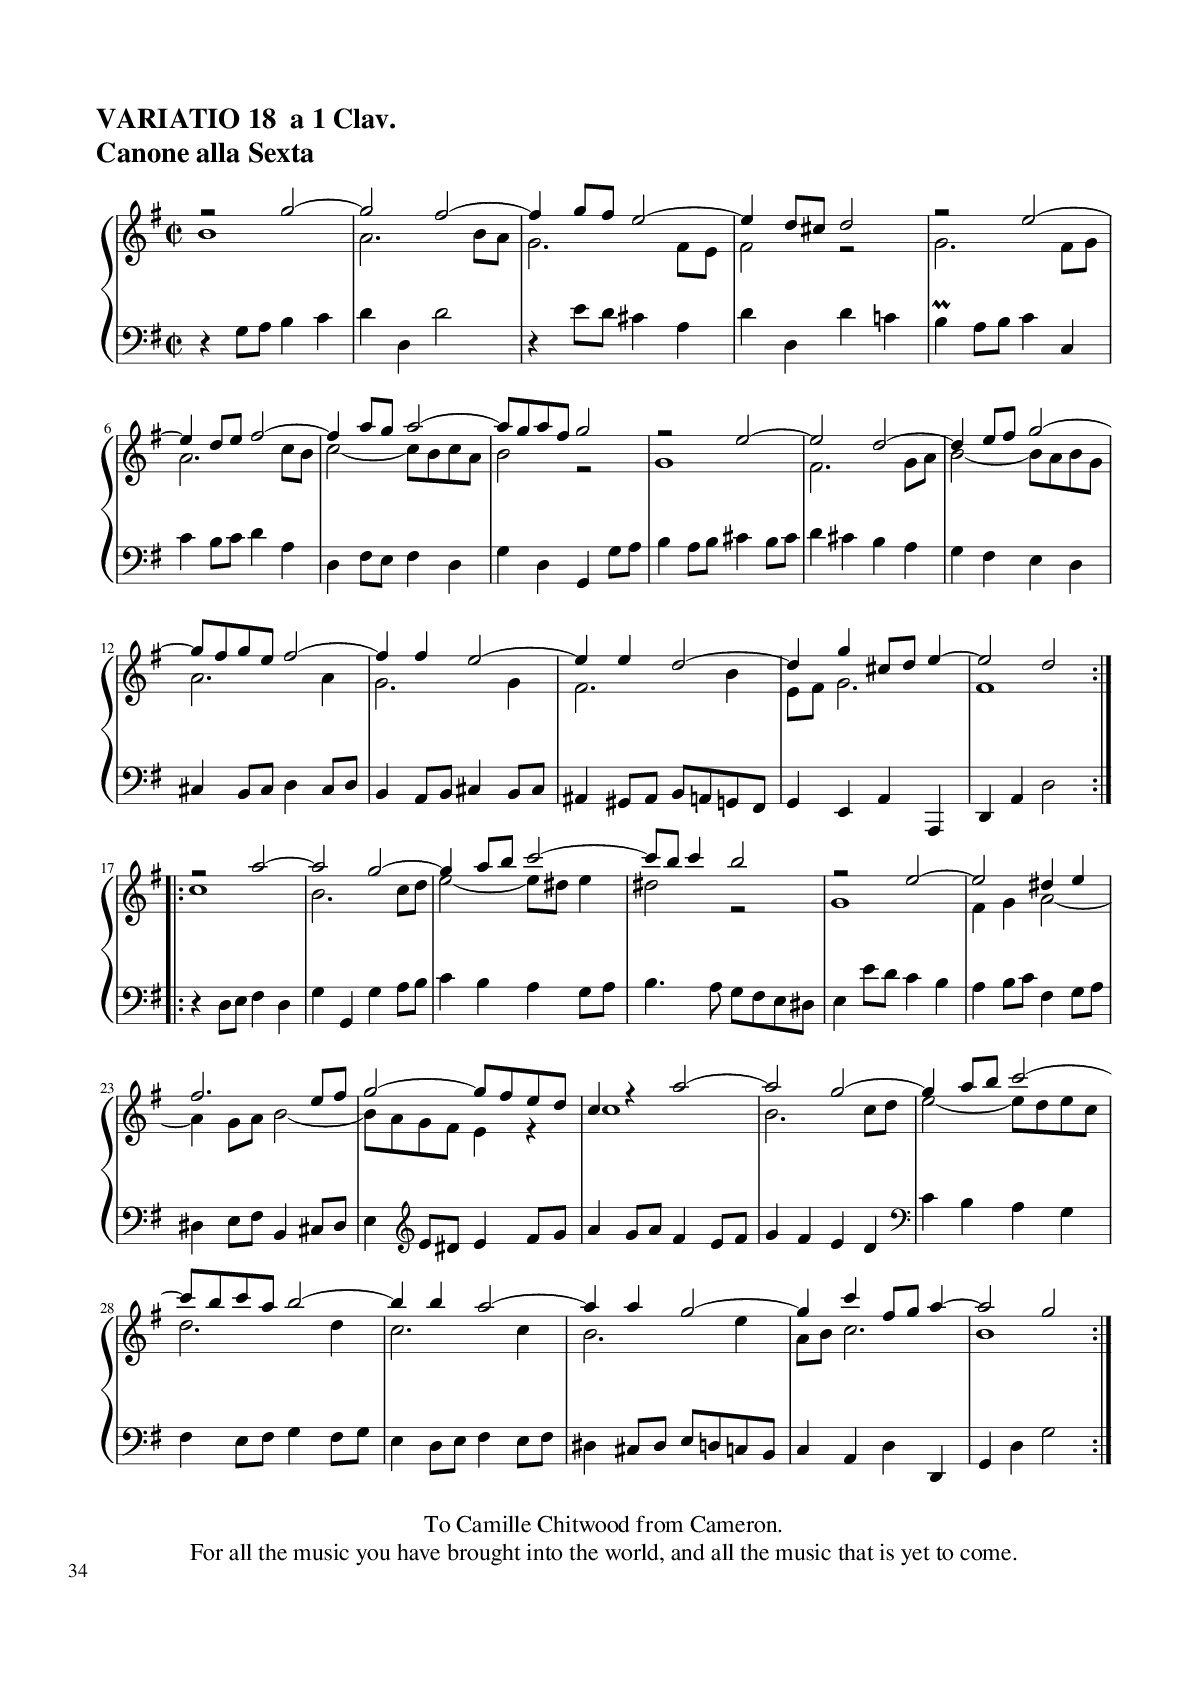 VARIATIO 18 a 1 Clav.
Canone alla Sexta
6
12
17
23
28
To Camille Chitwood from Cameron.
For all the music you have brought into the world, and all the music that is yet to come.
34